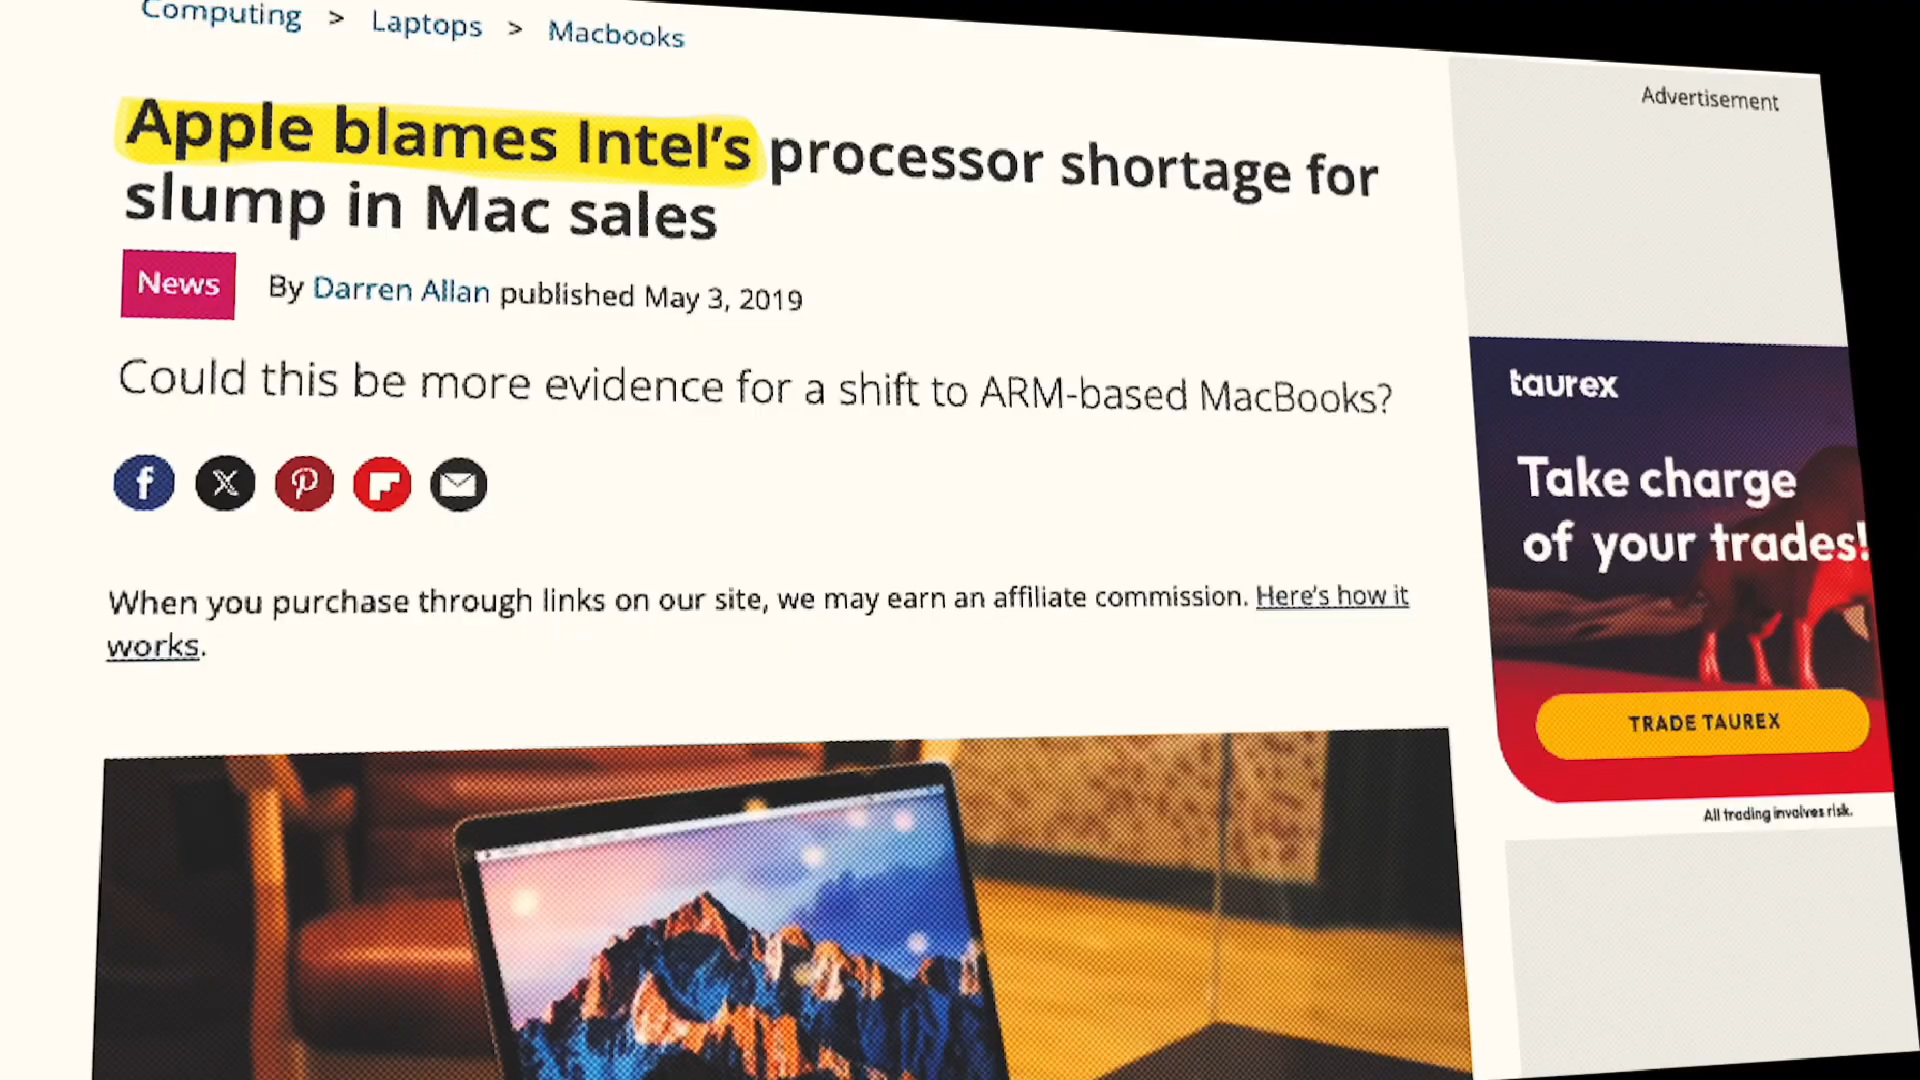 Computing > Laptops > Macbooks
Apple blames Intel’s processor shortage for
slump in Mac sales
News
By Darren Allan published May 3, 2019
Could this be more evidence for a shift to ARM-based MacBooks?
When you purchase through links on our site, we may earn an affiliate commission. Here's how it
works.
Advertisement
taurex
Take charge
of your trades!
TRADE TAUREX
All trading involves risk.